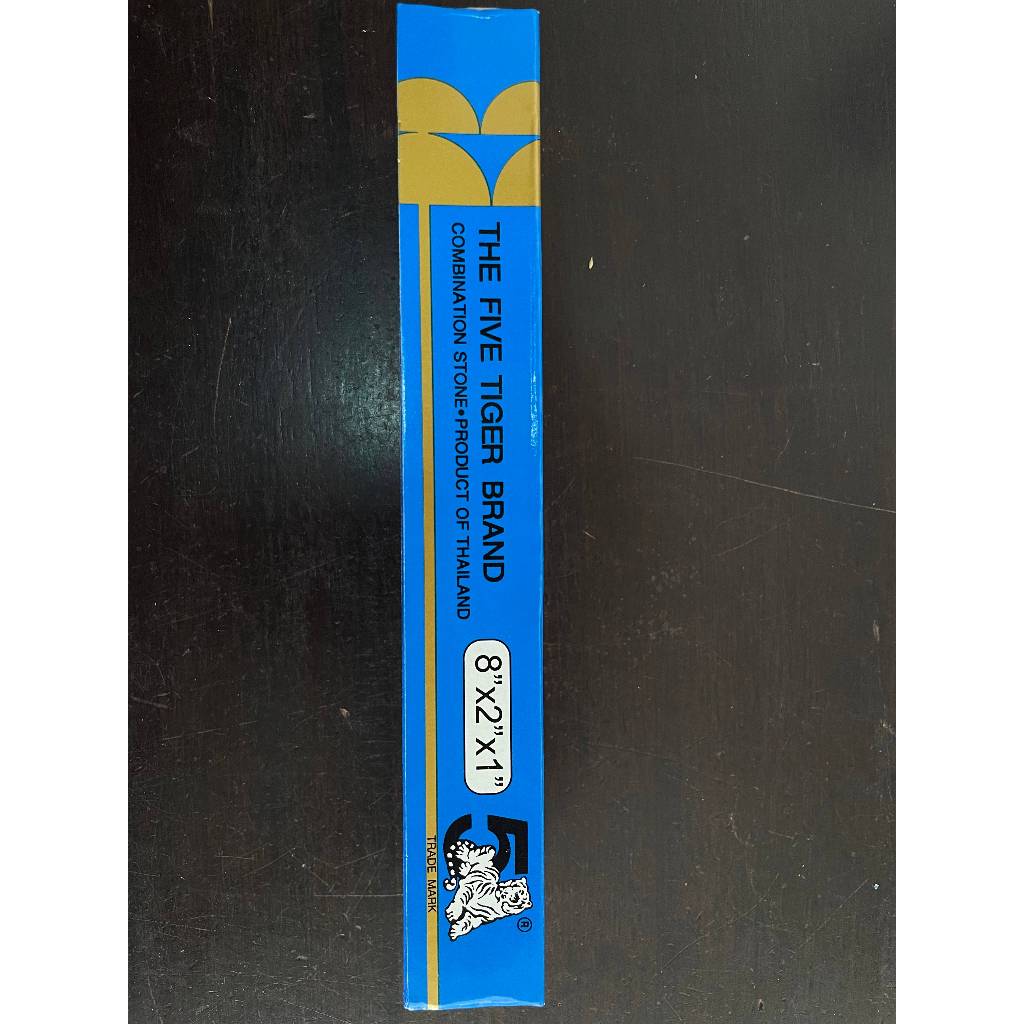 THE FIVE TIGER BRAND
COMBINATION STONE•PRODUCT OF THAILAND
8”x2”x1”
5
®
TRADE MARK